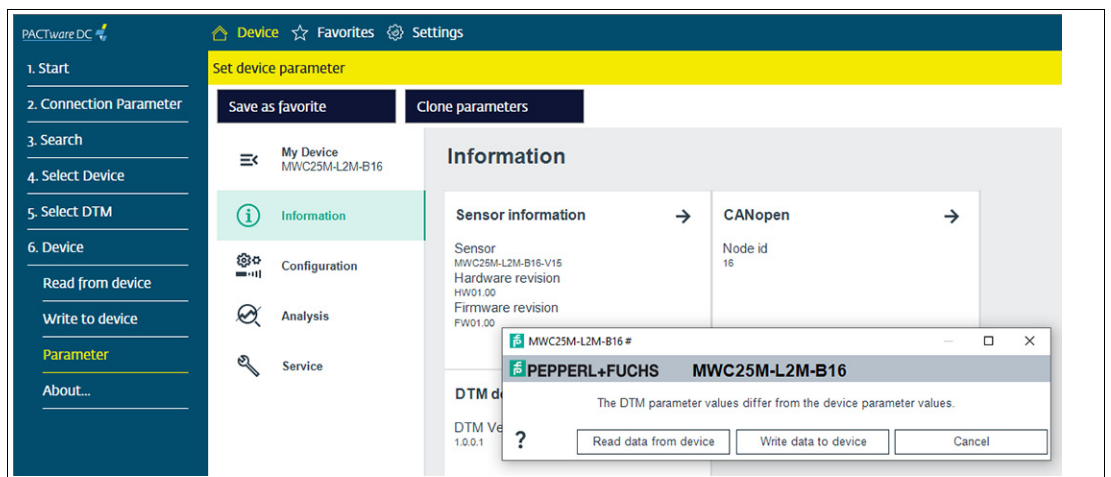 PACTware DC
Device Favorites Settings
1. Start
2. Connection Parameter
3. Search
4. Select Device
5. Select DTM
6. Device
Read from device
Write to device
Parameter
About...
Set device parameter
Save as favorite
Clone parameters
My Device
MWC25M-L2M-B16
Information
Configuration
Analysis
Service
Information
Sensor information
Sensor
MWC25M-L2M-B16-V15
Hardware revision
HW01.00
Firmware revision
FW01.00
CANopen
Node id
16
DTM d
DTM Ve
1.0.0.1
MWC25M-L2M-B16 #
PEPPERL+FUCHS MWC25M-L2M-B16
The DTM parameter values differ from the device parameter values.
?
Read data from device
Write data to device
Cancel